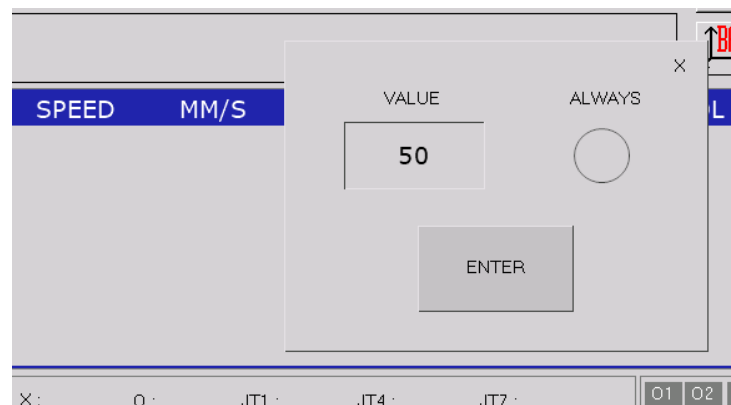 X
VALUE ALWAYS
SPEED MM/S
50
ENTER
X : O : JT1 : JT4 : JT7 :
O1 O2